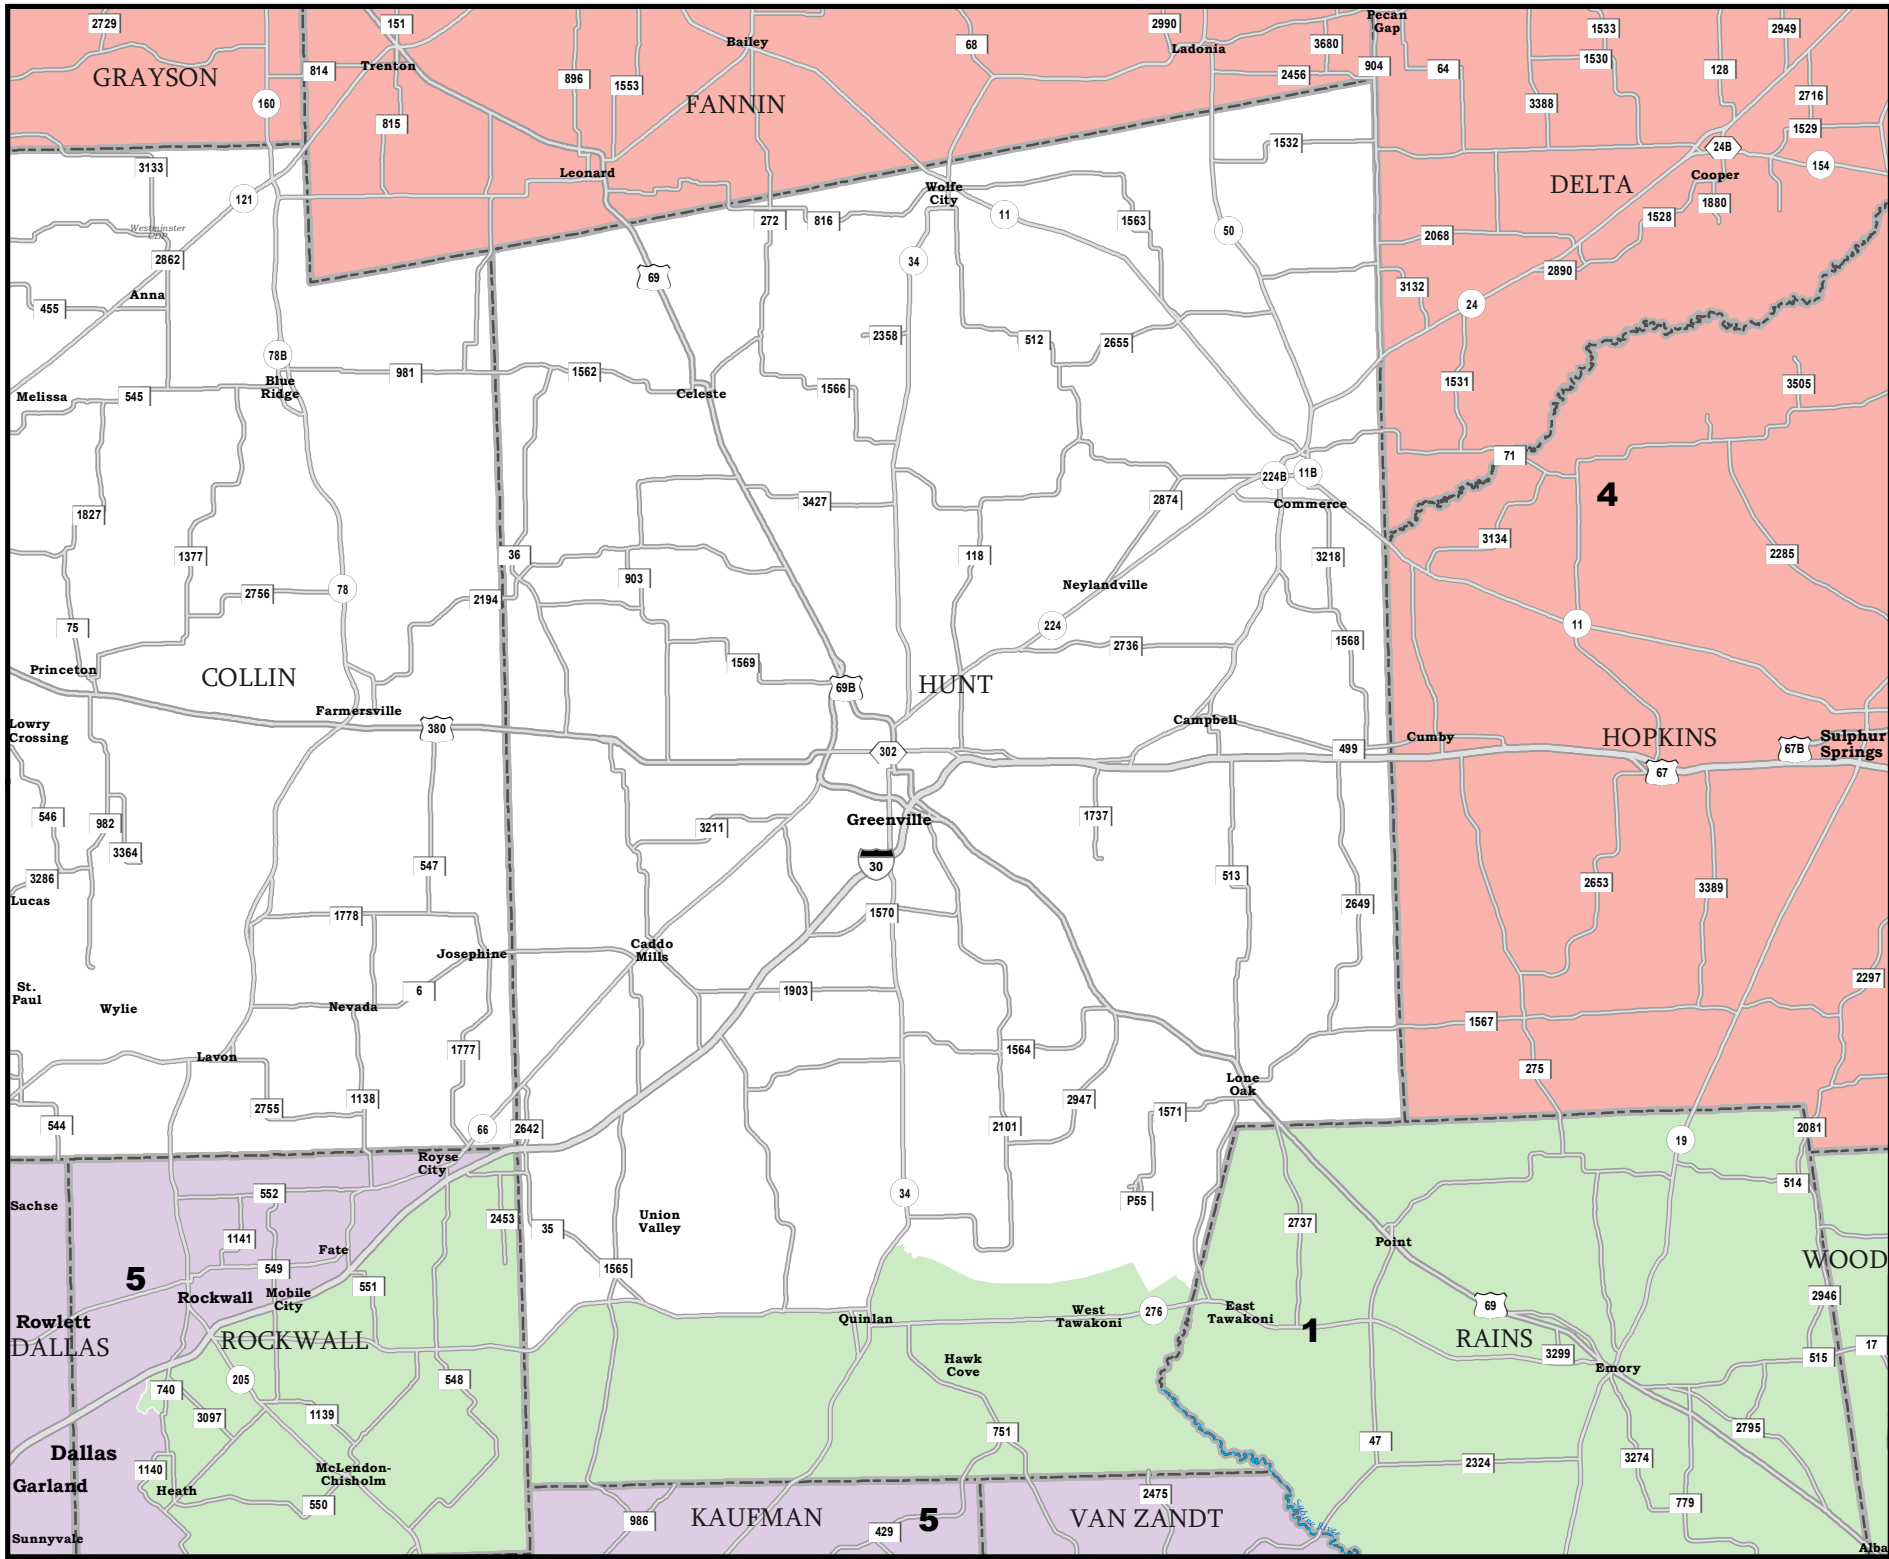 2729
151
Bailey
68
2990
Ladonia
Pecan
Gap
3680
1533
2949
GRAYSON
814
Trenton
896
1553
2456
904
64
1530
128
160
FANNIN
3388
2716
815
1529
3133
Leonard
1532
24B
154
Cooper
121
Wolfe
City
DELTA
Westminster
CDP
272
816
11
1563
50
2068
1528
1880
2862
34
69
2890
Anna
3132
455
24
2358
512
2655
78B
981
1562
1531
3505
Blue
Ridge
Melissa
545
Celeste
1566
71
224B
11B
4
1827
3427
2874
Commerce
1377
36
118
3218
3134
2285
903
Neylandville
2756
78
2194
75
224
11
1568
2736
Princeton
COLLIN
1569
69B
HUNT
Farmersville
Campbell
Lowry
Crossing
380
302
499
Cumby
HOPKINS
67B
Sulphur
Springs
67
546
982
3211
Greenville
1737
3364
547
30
3286
513
2653
3389
Lucas
1778
1570
2649
Josephine
Caddo
Mills
2297
St.
Paul
6
1903
Wylie
Nevada
1567
1777
1564
Lavon
275
Lone
Oak
2755
1138
2947
544
66
2642
2101
1571
2081
19
Royse
City
552
34
P55
514
Sachse
2453
35
Union
Valley
2737
1141
Fate
Point
549
1565
WOOD
5
551
Rockwall
Mobile
City
2946
Rowlett
Quinlan
West
Tawakoni
276
East
Tawakoni
69
1
DALLAS
ROCKWALL
RAINS
17
Hawk
Cove
3299
515
740
205
548
Emory
3097
1139
751
47
2795
Dallas
1140
McLendon-
Chisholm
2324
3274
Garland
Heath
550
2475
779
986
KAUFMAN
5
VAN ZANDT
Sabine River
429
Sunnyvale
Alba